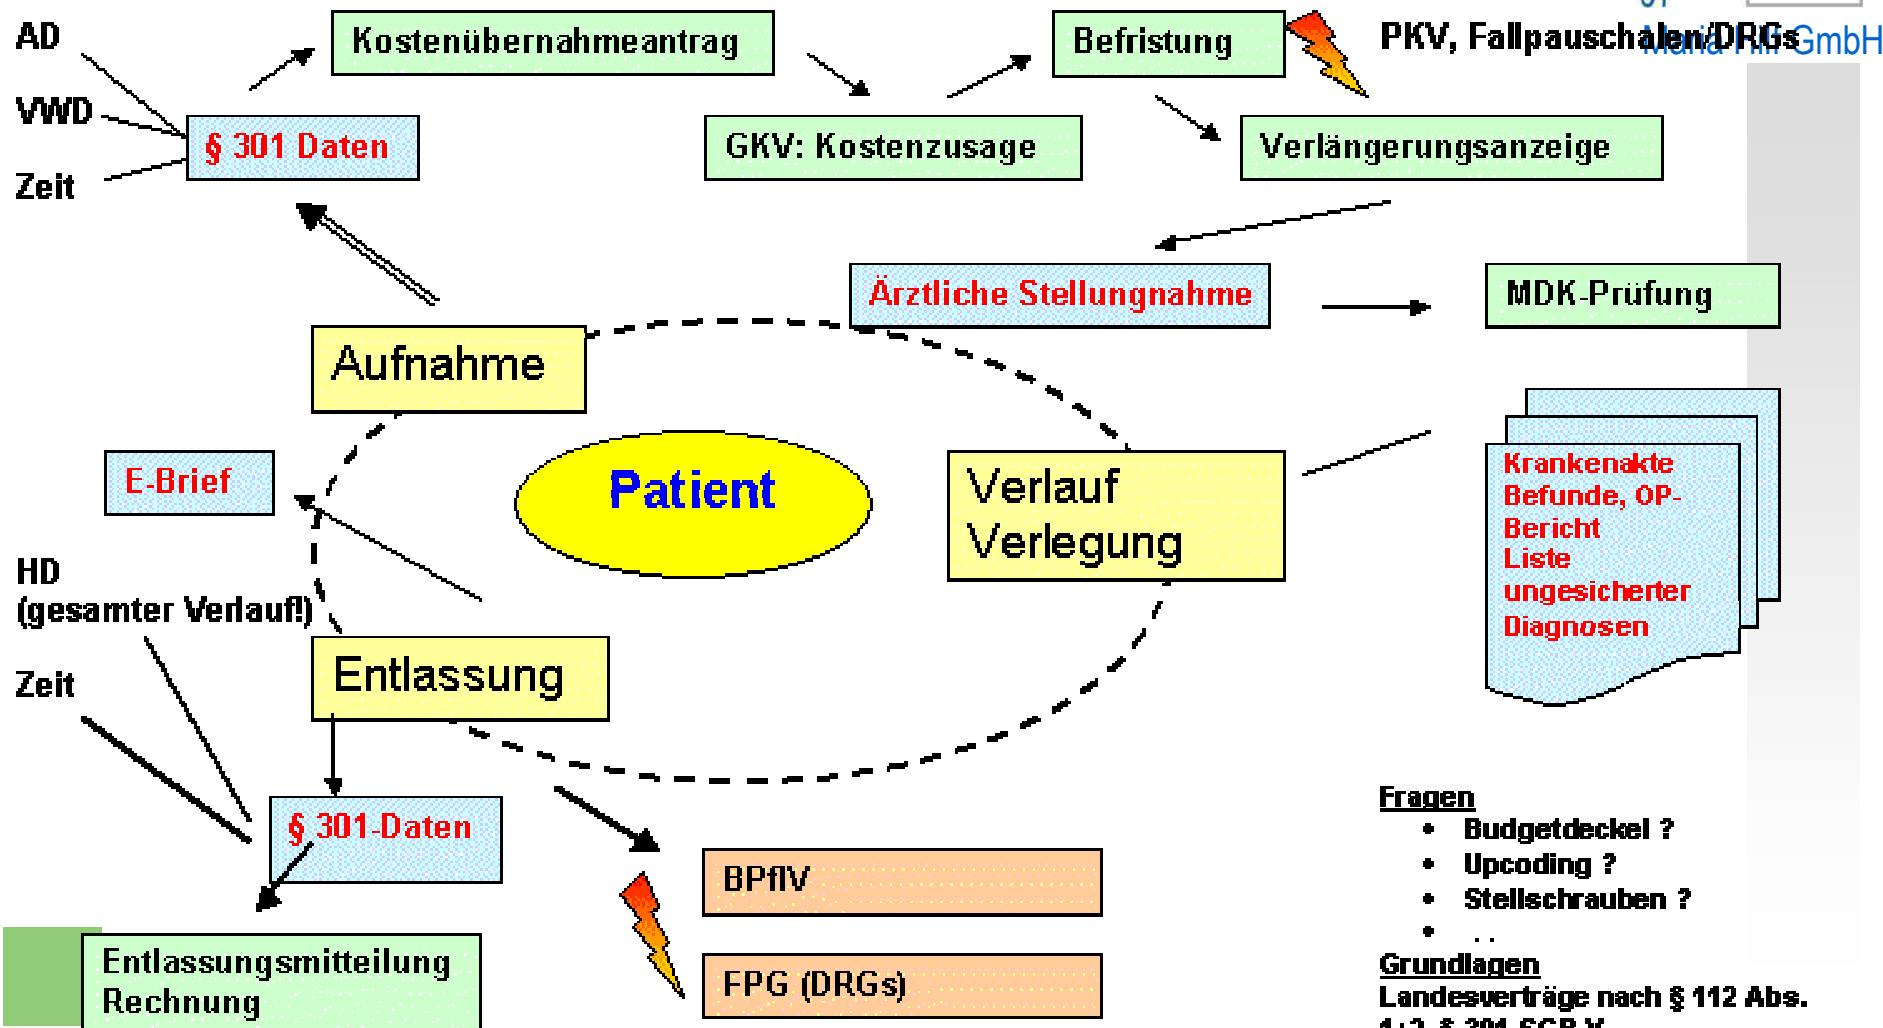 AD
VWD
Zeit
§ 301 Daten
Kostenübernahmeantrag
GKV: Kostenzusage
Befristung
PKV, Fallpauschalen/DRGs
GmbH
Verlängerungsanzeige
Ärztliche Stellungnahme
MDK-Prüfung
Aufnahme
Patient
Verlauf
Verlegung
Krankenakte
Befunde, OP-
Bericht
Liste
ungesicherter
Diagnosen
E-Brief
HD
(gesamter Verlauf!)
Zeit
Entlassung
§ 301-Daten
Entlassungsmitteilung
Rechnung
BPflV
FPG (DRGs)
Fragen
• Budgetdeckel ?
• Upcoding ?
• Stellschrauben ?
• ..
Grundlagen
Landesverträge nach § 112 Abs.